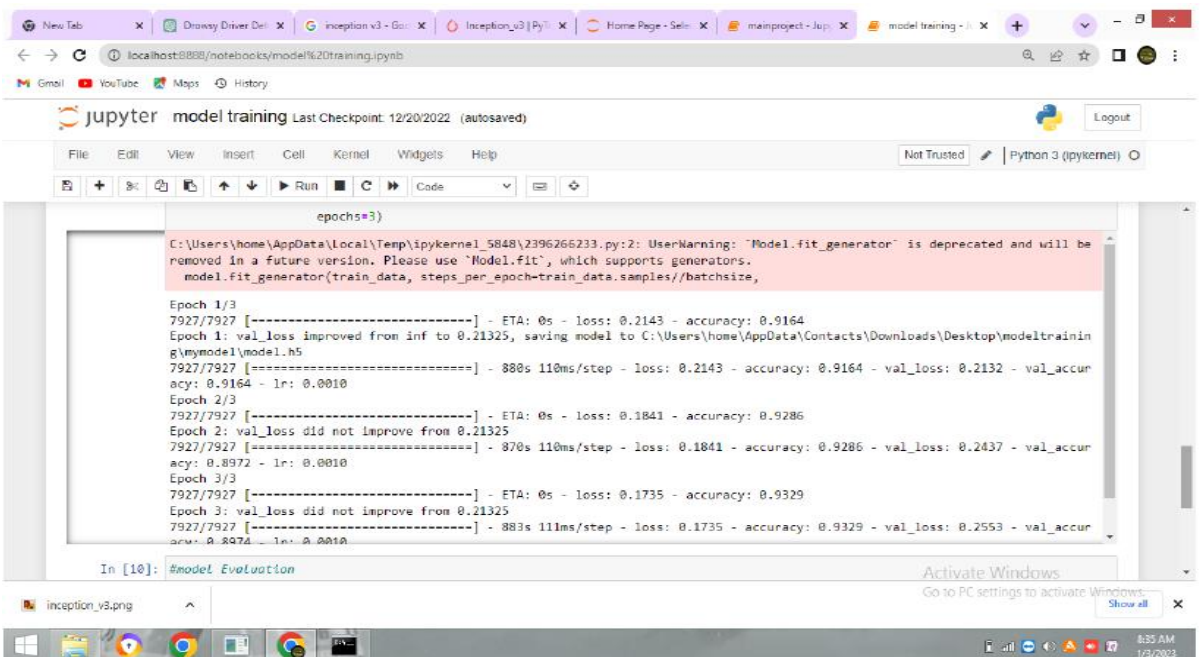 New Tab
Drowsy Driver Det
inception v3 - Goo
Inception_v3 | PyT
Home Page - Sele
mainproject - Jup
model training - J
localhost:8888/notebooks/model%20training.ipynb
Gmail YouTube Maps History
jupyter model training Last Checkpoint: 12/20/2022 (autosaved)
Logout
File Edit View Insert Cell Kernel Widgets Help
Not Trusted Python 3 (ipykernel)
Run Code
epochs=3)
C:\Users\home\AppData\Local\Temp\ipykernel_5848\2396266233.py:2: UserWarning: `Model.fit_generator` is deprecated and will be
removed in a future version. Please use `Model.fit`, which supports generators.
model.fit_generator(train_data, steps_per_epoch=train_data.samples//batchsize,
Epoch 1/3
7927/7927 [==============================] - ETA: 0s - loss: 0.2143 - accuracy: 0.9164
Epoch 1: val_loss improved from inf to 0.21325, saving model to C:\Users\home\AppData\Contacts\Downloads\Desktop\modeltrainin
g\mymodel\model.h5
7927/7927 [==============================] - 880s 110ms/step - loss: 0.2143 - accuracy: 0.9164 - val_loss: 0.2132 - val_accur
acy: 0.9164 - lr: 0.0010
Epoch 2/3
7927/7927 [==============================] - ETA: 0s - loss: 0.1841 - accuracy: 0.9286
Epoch 2: val_loss did not improve from 0.21325
7927/7927 [==============================] - 870s 110ms/step - loss: 0.1841 - accuracy: 0.9286 - val_loss: 0.2437 - val_accur
acy: 0.8972 - lr: 0.0010
Epoch 3/3
7927/7927 [==============================] - ETA: 0s - loss: 0.1735 - accuracy: 0.9329
Epoch 3: val_loss did not improve from 0.21325
7927/7927 [==============================] - 883s 111ms/step - loss: 0.1735 - accuracy: 0.9329 - val_loss: 0.2553 - val_accur
acy: 0.8974 - lr: 0.0010
In [10]: #model Evaluation
Activate Windows
Go to PC settings to activate Windows.
inception_v3.png
Show all
8:35 AM
1/3/2023